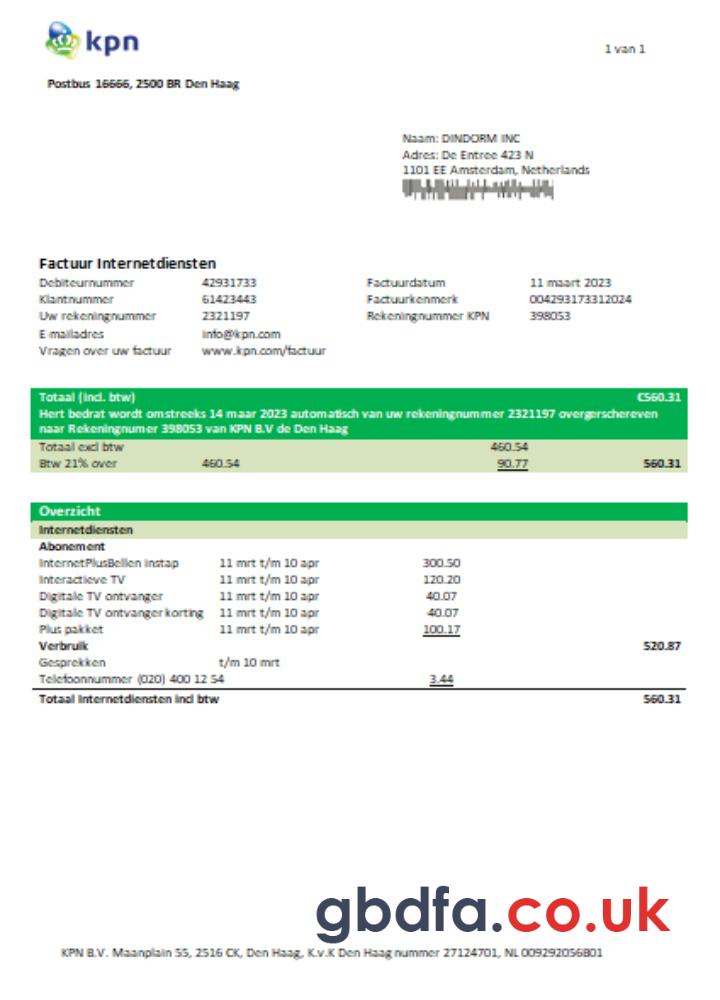 kpn
1 van 1
Postbus 16666, 2500 BR Den Haag
Naam: DINDORM INC
Adres: De Entree 423 N
1101 EE Amsterdam, Netherlands
Factuur Internetdiensten
Debiteurnummer 42931733 Factuurdatum 11 maart 2023
Klantnummer 61423443 Factuurkenmerk 004293173312024
Uw rekeningnummer 2321197 Rekeningnummer KPN 398053
E-mailadres info@kpn.com
Vragen over uw factuur www.kpn.com/factuur
Totaal (incl. btw) €560.31
Hert bedrat wordt omstreeks 14 maar 2023 automatisch van uw rekeningnummer 2321197 overgerschereven
naar Rekeningnumer 398053 van KPN B.V de Den Haag
Totaal excl btw 460.54
Btw 21% over 460.54 90.77 560.31
Overzicht
Internetdiensten
Abonement
InternetPlusBellen instap 11 mrt t/m 10 apr 300.50
Interactieve TV 11 mrt t/m 10 apr 120.20
Digitale TV ontvanger 11 mrt t/m 10 apr 40.07
Digitale TV ontvanger korting 11 mrt t/m 10 apr 40.07
Plus pakket 11 mrt t/m 10 apr 100.17
Verbruik 520.87
Gesprekken t/m 10 mrt
Telefoonnummer (020) 400 12 54 3.44
Totaal Internetdiensten incl btw 560.31
gbdfa.co.uk
KPN B.V. Maanplain 55, 2516 CK, Den Haag, K.v.K Den Haag nummer 27124701, NL 009292056B01